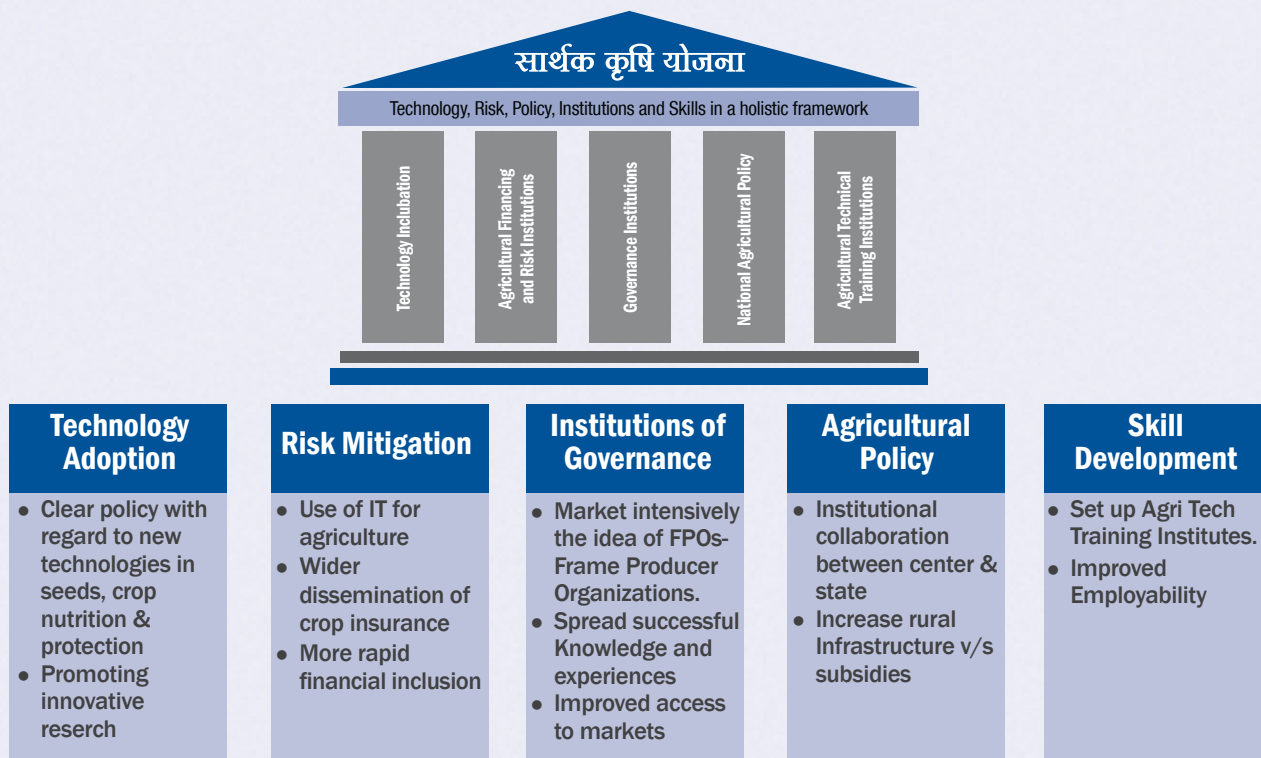 सार्थक कृषि योजना
Technology, Risk, Policy, Institutions and Skills in a holistic framework
Technology Inclubation
Agricultural Financing
and Risk Institutions
Governance Institutions
National Agricultural Policy
Agricultural Technical
Training Institutions
Technology
Adoption
• Clear policy with
regard to new
technologies in
seeds, crop
nutrition &
protection
• Promoting
innovative
reserch
Risk Mitigation
• Use of IT for
agriculture
• Wider
dissemination of
crop insurance
• More rapid
financial inclusion
Institutions of
Governance
• Market intensively
the idea of FPOs-
Frame Producer
Organizations.
• Spread successful
Knowledge and
experiences
• Improved access
to markets
Agricultural
Policy
• Institutional
collaboration
between center &
state
• Increase rural
Infrastructure v/s
subsidies
Skill
Development
• Set up Agri Tech
Training Institutes.
• Improved
Employability